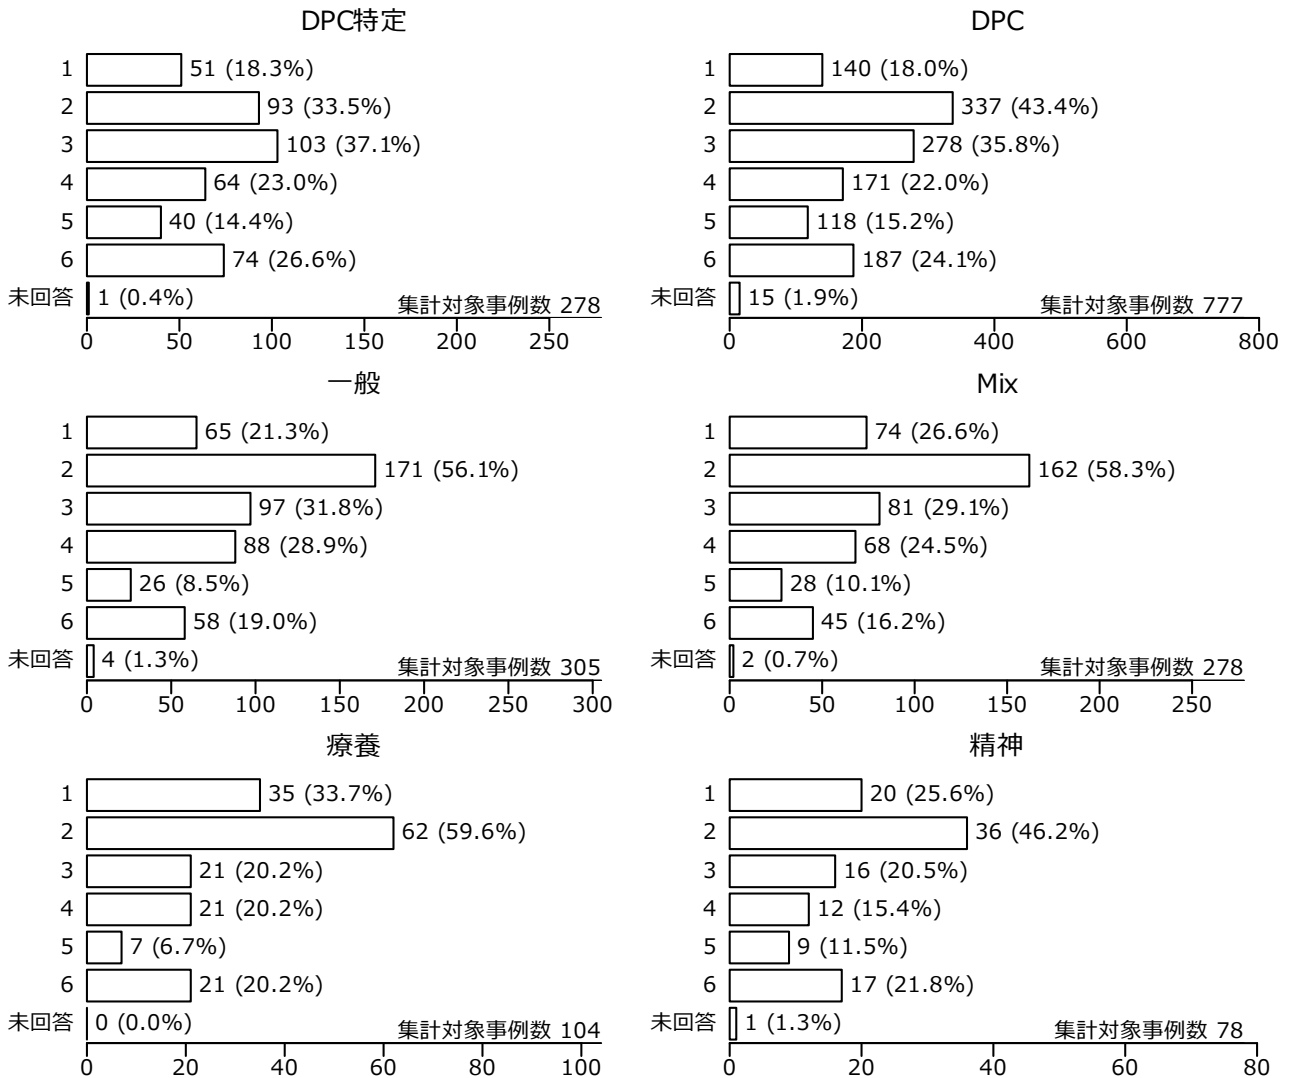 DPC特定
1 51 (18.3%)
2 93 (33.5%)
3 103 (37.1%)
4 64 (23.0%)
5 40 (14.4%)
6 74 (26.6%)
未回答 1 (0.4%) 集計対象事例数 278
0 50 100 150 200 250
DPC
1 140 (18.0%)
2 337 (43.4%)
3 278 (35.8%)
4 171 (22.0%)
5 118 (15.2%)
6 187 (24.1%)
未回答 15 (1.9%) 集計対象事例数 777
0 200 400 600 800
一般
1 65 (21.3%)
2 171 (56.1%)
3 97 (31.8%)
4 88 (28.9%)
5 26 (8.5%)
6 58 (19.0%)
未回答 4 (1.3%) 集計対象事例数 305
0 50 100 150 200 250 300
Mix
1 74 (26.6%)
2 162 (58.3%)
3 81 (29.1%)
4 68 (24.5%)
5 28 (10.1%)
6 45 (16.2%)
未回答 2 (0.7%) 集計対象事例数 278
0 50 100 150 200 250
療養
1 35 (33.7%)
2 62 (59.6%)
3 21 (20.2%)
4 21 (20.2%)
5 7 (6.7%)
6 21 (20.2%)
未回答 0 (0.0%) 集計対象事例数 104
0 20 40 60 80 100
精神
1 20 (25.6%)
2 36 (46.2%)
3 16 (20.5%)
4 12 (15.4%)
5 9 (11.5%)
6 17 (21.8%)
未回答 1 (1.3%) 集計対象事例数 78
0 20 40 60 80